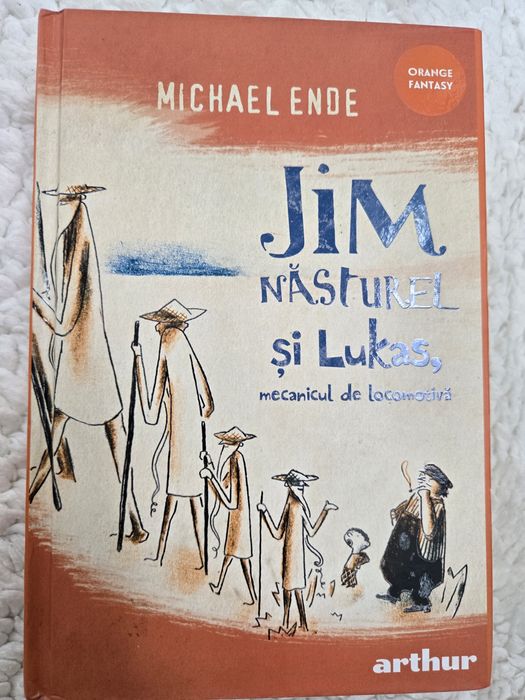 ORANGE
FANTASY
MICHAEL ENDE
JiM
NĂSTUREL
și Lukas,
mecanicul de locomotivă
arthur